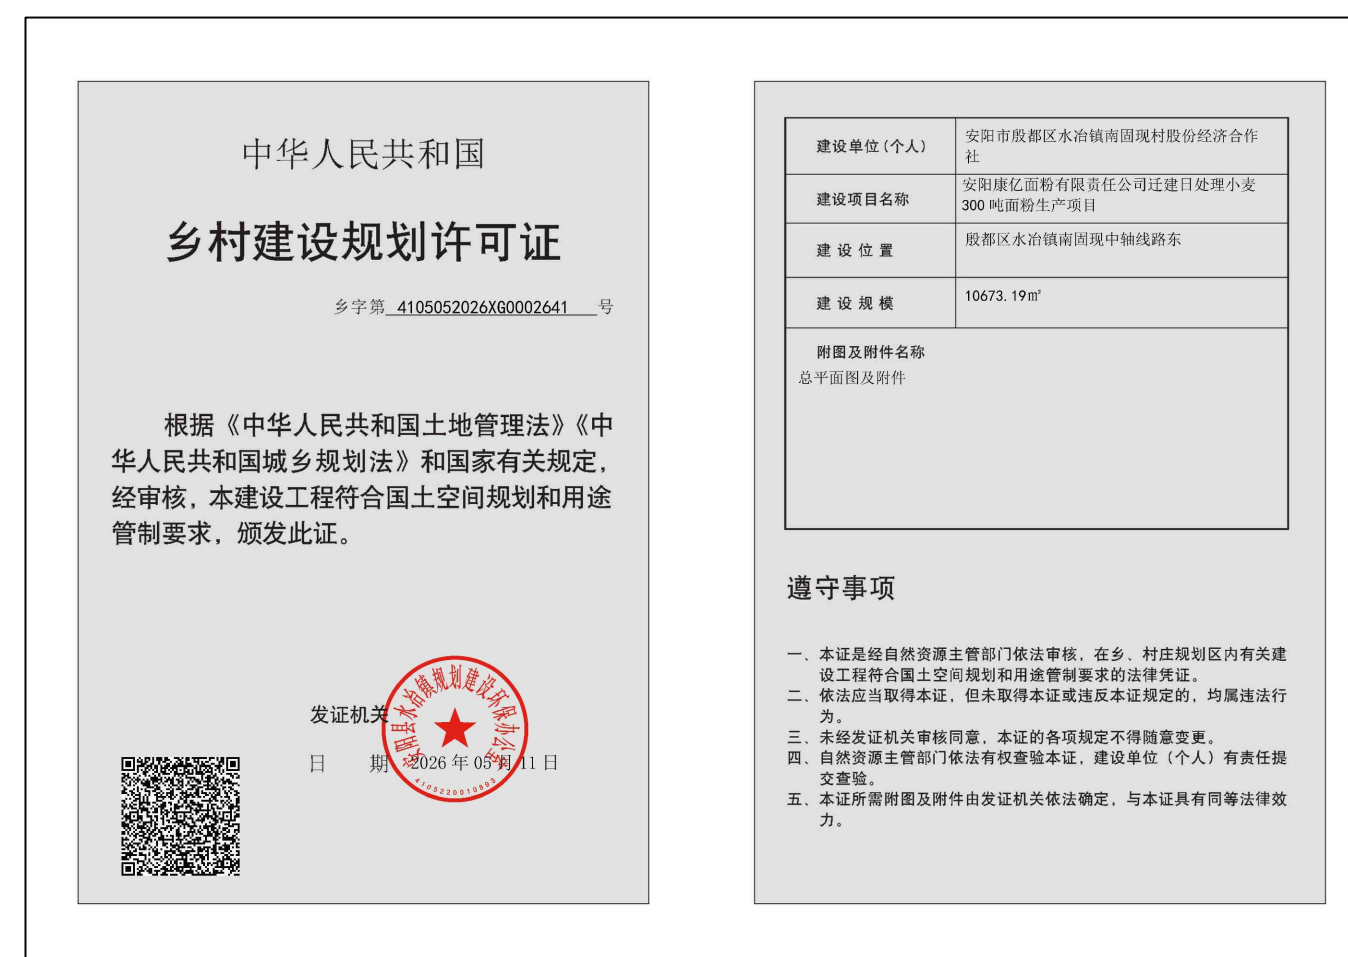 中华人民共和国
乡村建设规划许可证
乡字第 4105052026XG0002641 号
根据《中华人民共和国土地管理法》《中
华人民共和国城乡规划法》和国家有关规定，
经审核，本建设工程符合国土空间规划和用途
管制要求，颁发此证。
发证机关
安阳县水冶镇规划建设环保办公室
日 期 2026 年 05 月 11 日
4105220010893
建设单位(个人)
安阳市殷都区水冶镇南固现村股份经济合作
社
建设项目名称
安阳康亿面粉有限责任公司迁建日处理小麦
300 吨面粉生产项目
建设位置
殷都区水冶镇南固现中轴线路东
建设规模
10673.19㎡
附图及附件名称
总平面图及附件
遵守事项
一、本证是经自然资源主管部门依法审核，在乡、村庄规划区内有关建
设工程符合国土空间规划和用途管制要求的法律凭证。
二、依法应当取得本证，但未取得本证或违反本证规定的，均属违法行
为。
三、未经发证机关审核同意，本证的各项规定不得随意变更。
四、自然资源主管部门依法有权查验本证，建设单位（个人）有责任提
交查验。
五、本证所需附图及附件由发证机关依法确定，与本证具有同等法律效
力。